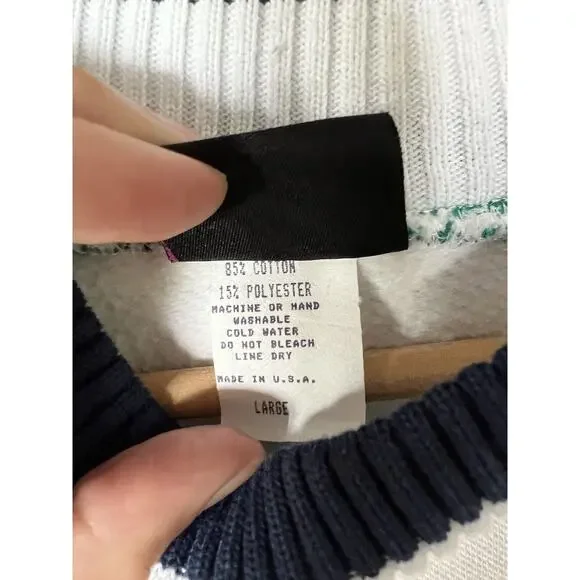 85% COTTON
15% POLYESTER
MACHINE OR HAND
WASHABLE
COLD WATER
DO NOT BLEACH
LINE DRY
MADE IN U.S.A.
LARGE